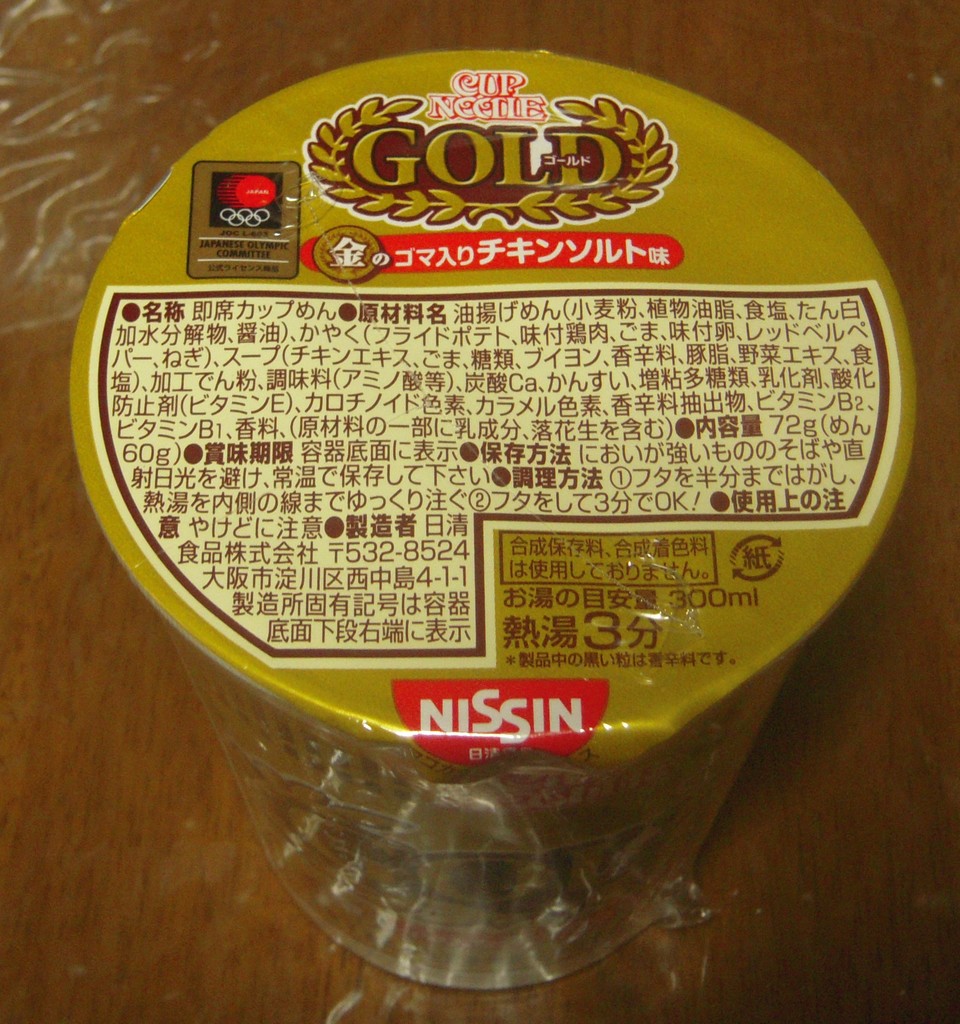 CUP
NOODLE
GOLD
ゴールド
JAPAN
JAPANESE OLYMPIC
COMMITTEE
公式ライセンス商品
金のゴマ入りチキンソルト味
●名称 即席カップめん●原材料名 油揚げめん(小麦粉、植物油脂、食塩、たん白
加水分解物、醤油)、かやく(フライドポテト、味付鶏肉、ごま、味付卵、レッドベルペ
パー、ねぎ)、スープ(チキンエキス、ごま、糖類、ブイヨン、香辛料、豚脂、野菜エキス、食
塩)、加工でん粉、調味料(アミノ酸等)、炭酸Ca、かんすい、増粘多糖類、乳化剤、酸化
防止剤(ビタミンE)、カロチノイド色素、カラメル色素、香辛料抽出物、ビタミンB2、
ビタミンB1、香料、(原材料の一部に乳成分、落花生を含む)●内容量 72g(めん
60g)●賞味期限 容器底面に表示●保存方法 においが強いもののそばや直
射日光を避け、常温で保存して下さい●調理方法 ①フタを半分まではがし、
熱湯を内側の線までゆっくり注ぐ②フタをして3分でOK! ●使用上の注
意 やけどに注意●製造者 日清
食品株式会社 〒532-8524
大阪市淀川区西中島4-1-1
製造所固有記号は容器
底面下段右端に表示
合成保存料、合成着色料
は使用しておりません。
紙
お湯の目安量 300ml
熱湯3分
*製品中の黒い粒は香辛料です。
NISSIN